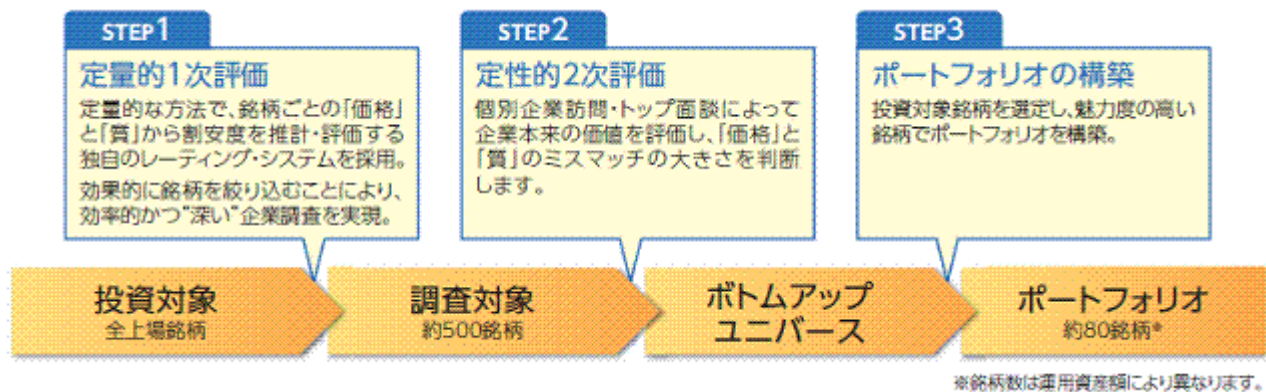 STEP1
定量的1次評価
定量的な方法で、銘柄ごとの「価格」
と「質」から割安度を推計・評価する
独自のレーティング・システムを採用。
効果的に銘柄を絞り込むことにより、
効率的かつ"深い"企業調査を実現。
STEP2
定性的2次評価
個別企業訪問・トップ面談によって
企業本来の価値を評価し、「価格」と
「質」のミスマッチの大きさを判断
します。
STEP3
ポートフォリオの構築
投資対象銘柄を選定し、魅力度の高い
銘柄でポートフォリオを構築。
投資対象
全上場銘柄
調査対象
約500銘柄
ボトムアップ
ユニバース
ポートフォリオ
約80銘柄※
※銘柄数は運用資産額により異なります。